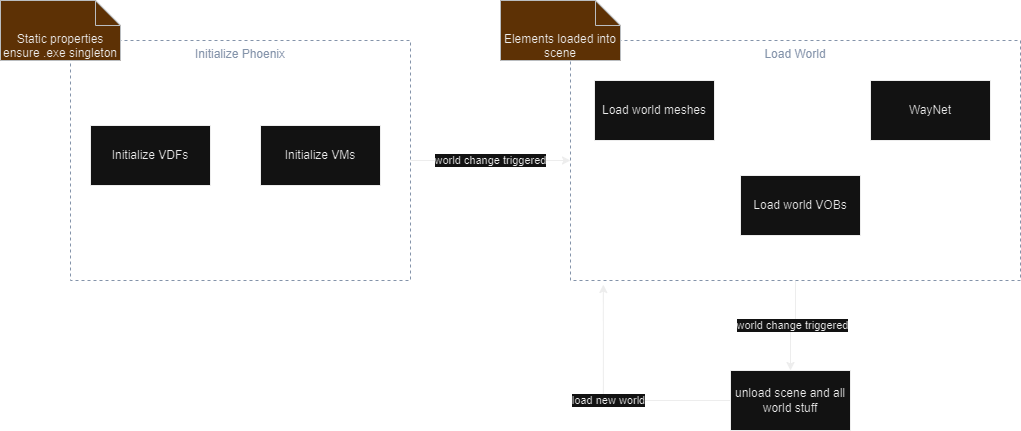 Static properties
ensure .exe singleton
Initialize Phoenix
Initialize VDFs
Initialize VMs
world change triggered
Elements loaded into
scene
Load World
Load world meshes
WayNet
Load world VOBs
world change triggered
unload scene and all
world stuff
load new world